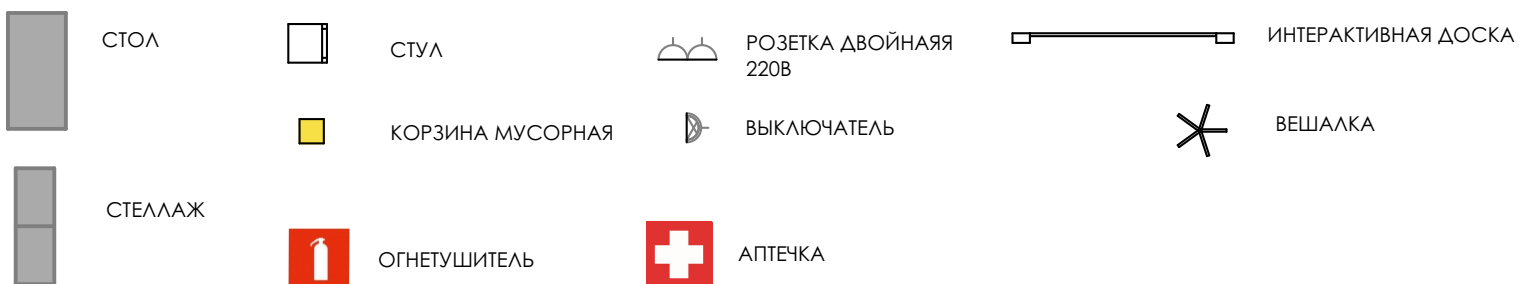 СТОЛ
СТУЛ
РОЗЕТКА ДВОЙНАЯЯ
220В
ИНТЕРАКТИВНАЯ ДОСКА
КОРЗИНА МУСОРНАЯ
ВЫКЛЮЧАТЕЛЬ
ВЕШАЛКА
СТЕЛЛАЖ
ОГНЕТУШИТЕЛЬ
АПТЕЧКА